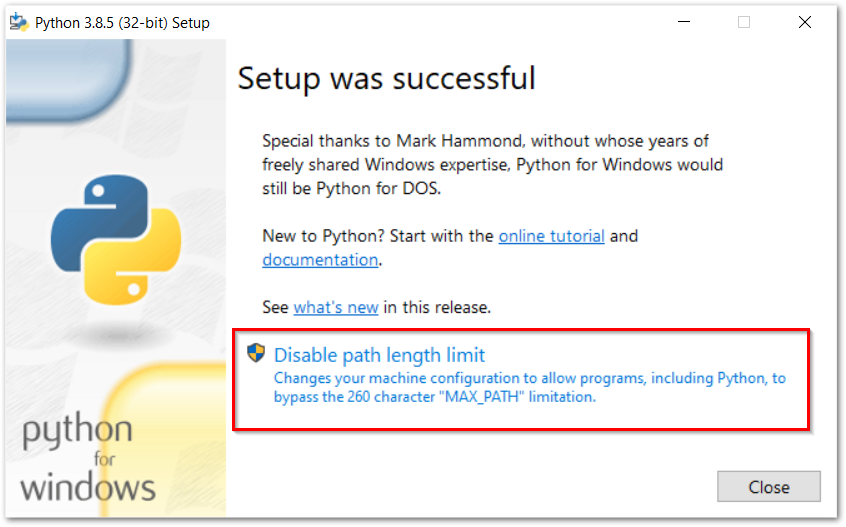 Python 3.8.5 (32-bit) Setup
Setup was successful
Special thanks to Mark Hammond, without whose years of
freely shared Windows expertise, Python for Windows would
still be Python for DOS.
New to Python? Start with the online tutorial and
documentation.
See what's new in this release.
Disable path length limit
Changes your machine configuration to allow programs, including Python, to
bypass the 260 character "MAX_PATH" limitation.
python
for
windows
Close